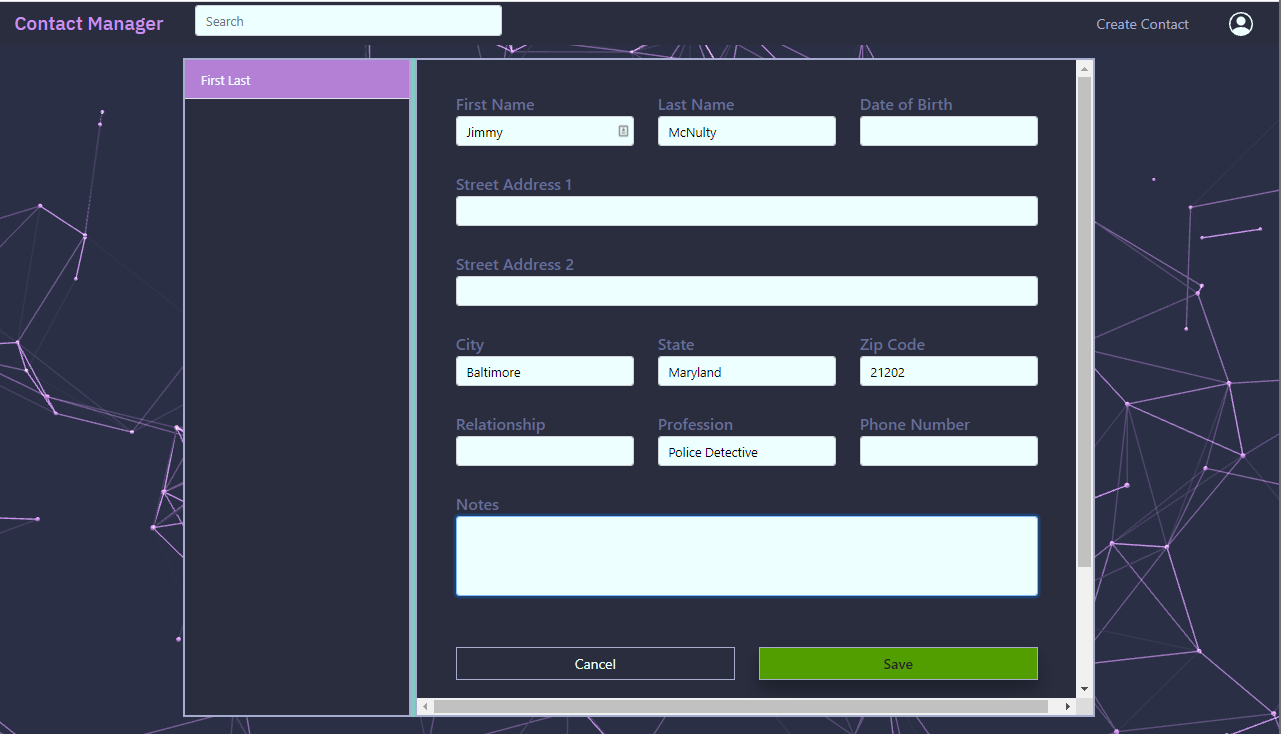 Contact Manager
Search
Create Contact
First Last
First Name Last Name Date of Birth
Jimmy McNulty
Street Address 1
Street Address 2
City State Zip Code
Baltimore Maryland 21202
Relationship Profession Phone Number
Police Detective
Notes
Cancel Save